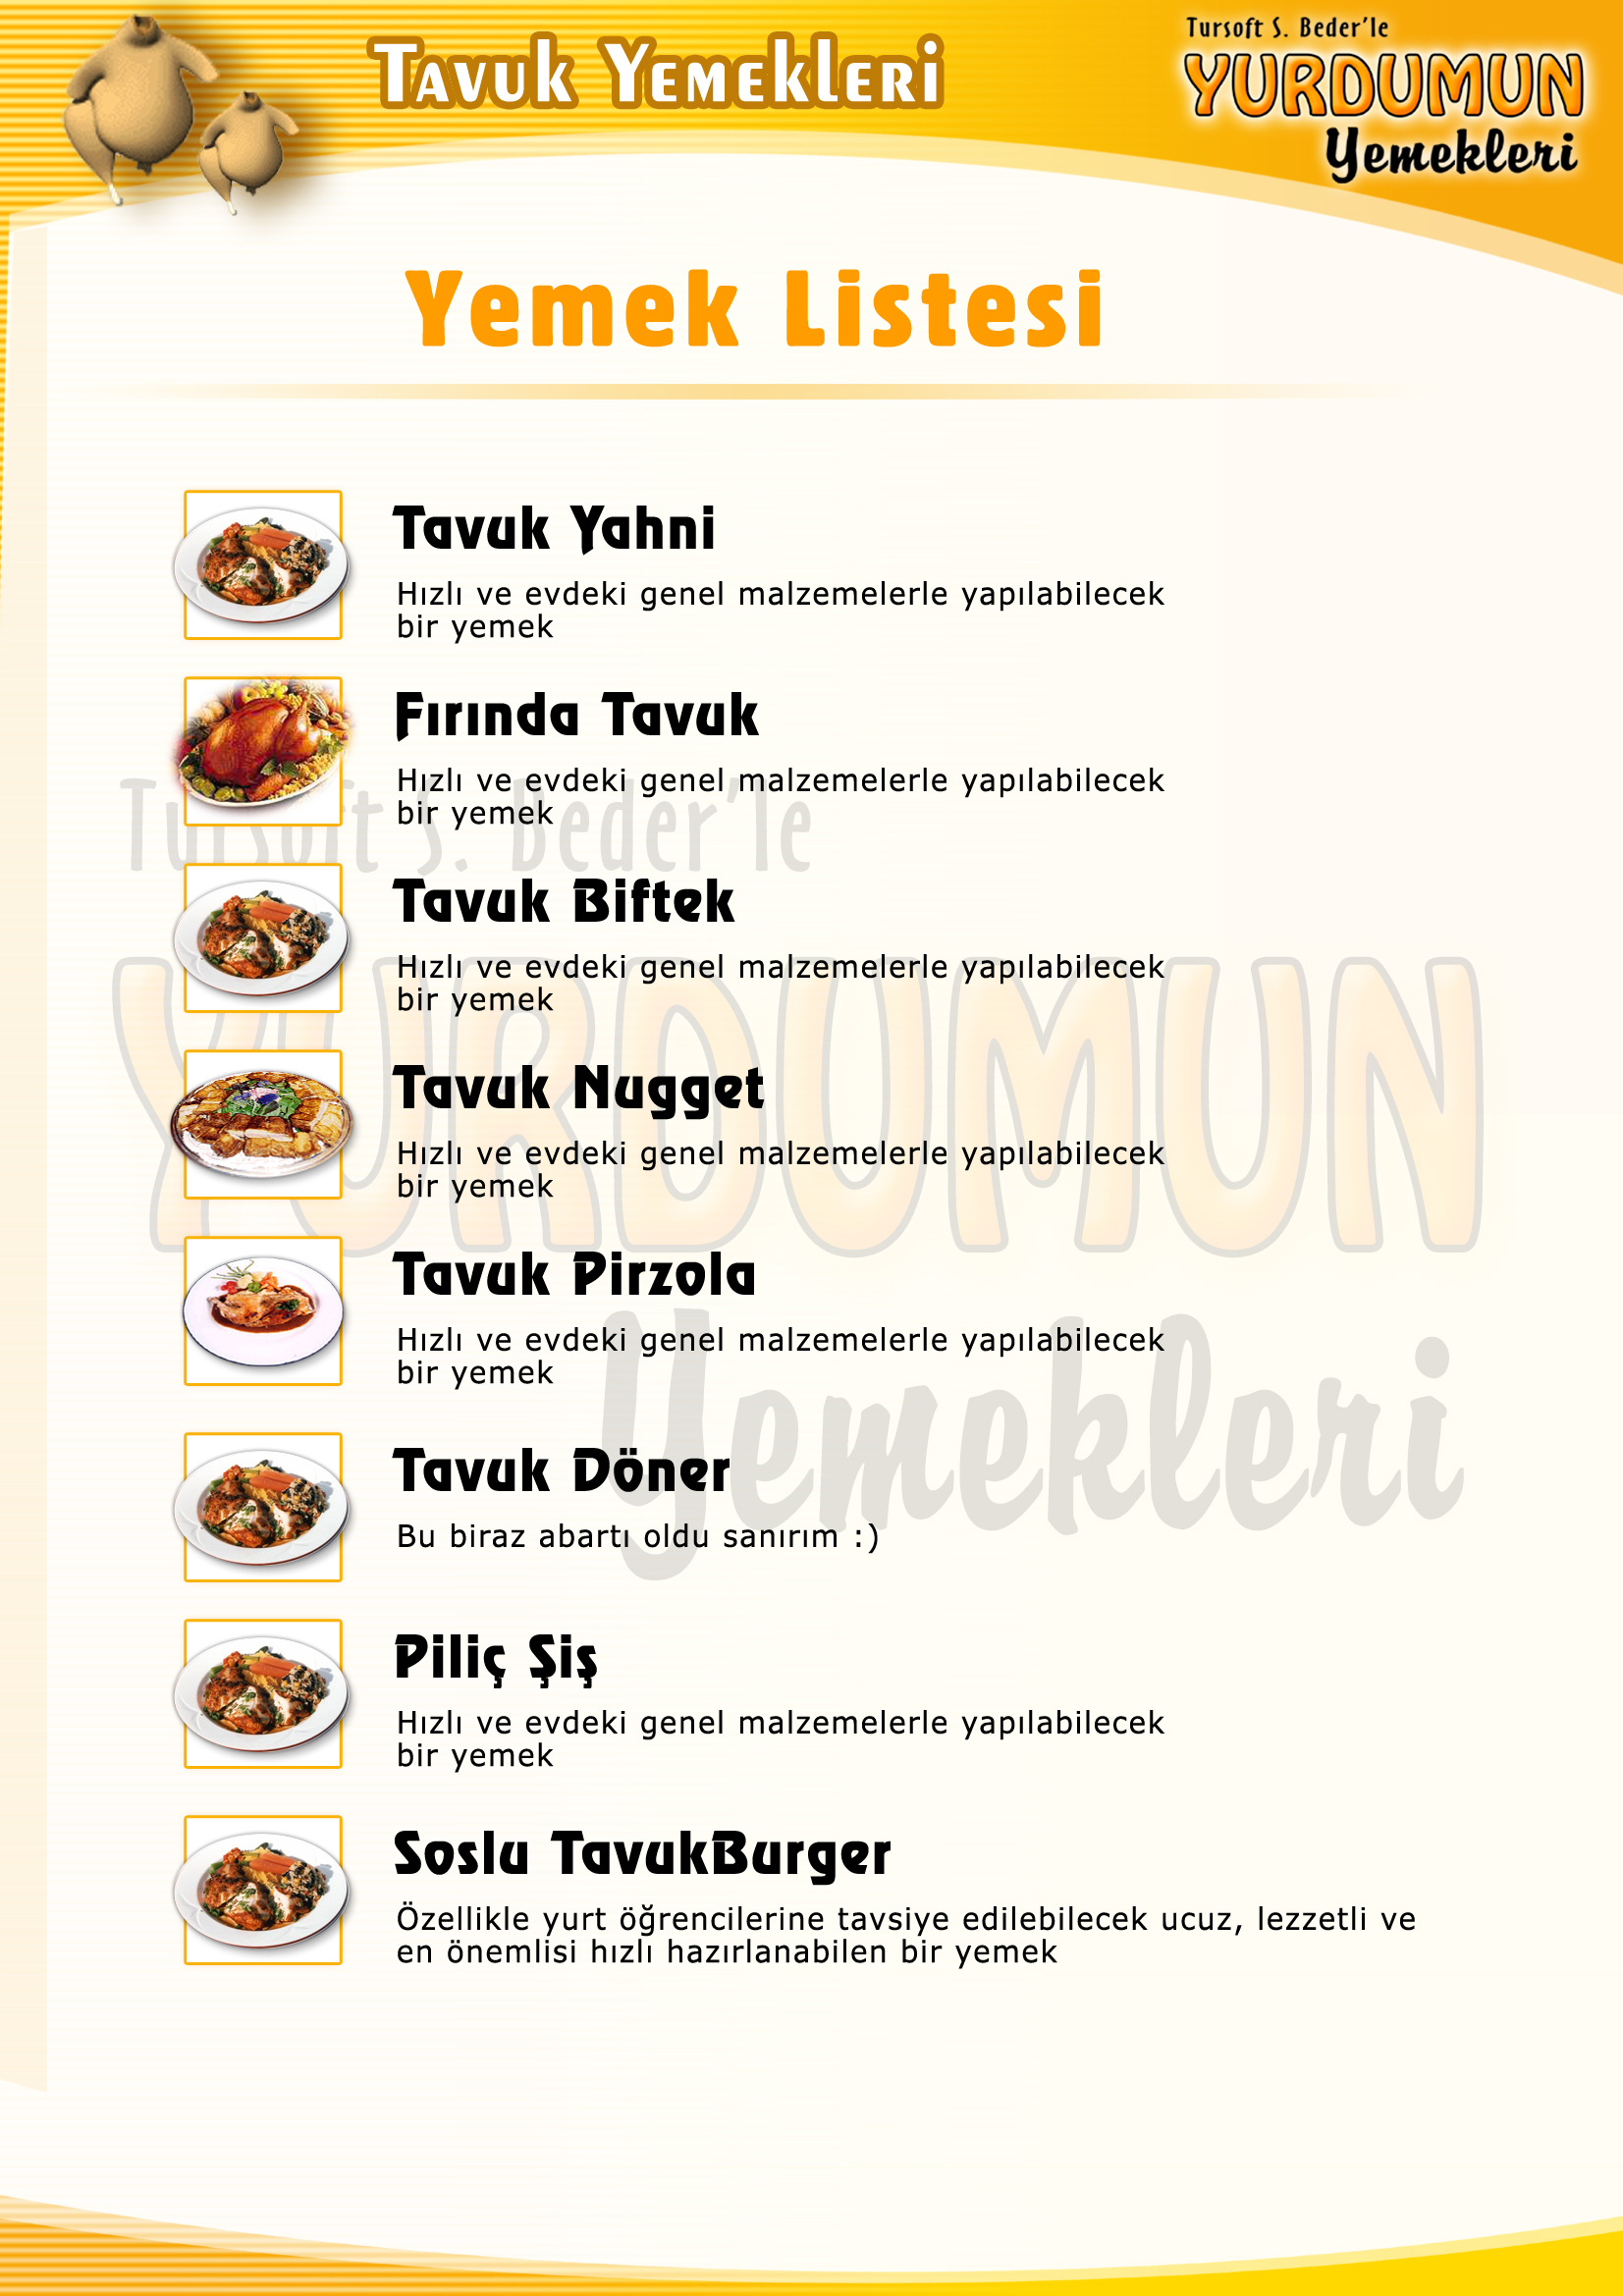 Tavuk Yemekleri
Tursoft S. Beder'le
YURDUMUN
Yemekleri
Yemek Listesi
Tavuk Yahni
Hızlı ve evdeki genel malzemelerle yapılabilecek
bir yemek
Fırında Tavuk
Hızlı ve evdeki genel malzemelerle yapılabilecek
bir yemek
Tursoft S. Beder'le
Tavuk Biftek
Hızlı ve evdeki genel malzemelerle yapılabilecek
bir yemek
YURDUMUN
Tavuk Nugget
Hızlı ve evdeki genel malzemelerle yapılabilecek
bir yemek
Tavuk Pirzola
Hızlı ve evdeki genel malzemelerle yapılabilecek
bir yemek
Yemekleri
Tavuk Döner
Bu biraz abartı oldu sanırım :)
Piliç Şiş
Hızlı ve evdeki genel malzemelerle yapılabilecek
bir yemek
Soslu TavukBurger
Özellikle yurt öğrencilerine tavsiye edilebilecek ucuz, lezzetli ve
en önemlisi hızlı hazırlanabilen bir yemek